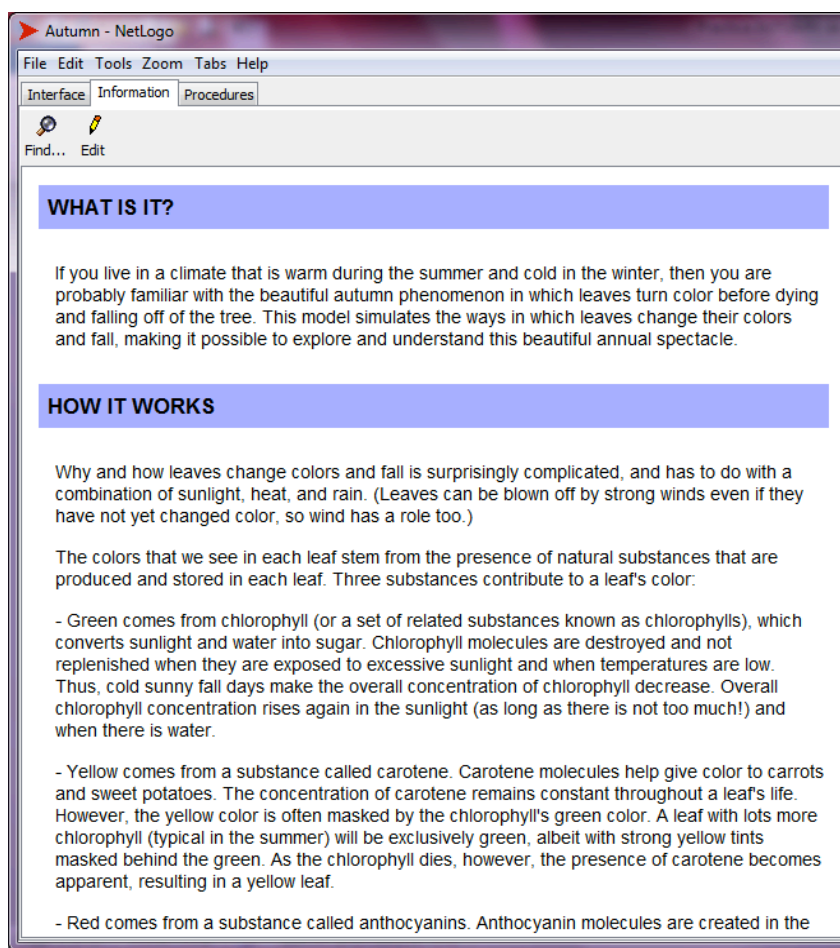 Autumn - NetLogo
File Edit Tools Zoom Tabs Help
Interface Information Procedures
Find... Edit
WHAT IS IT?
If you live in a climate that is warm during the summer and cold in the winter, then you are
probably familiar with the beautiful autumn phenomenon in which leaves turn color before dying
and falling off of the tree. This model simulates the ways in which leaves change their colors
and fall, making it possible to explore and understand this beautiful annual spectacle.
HOW IT WORKS
Why and how leaves change colors and fall is surprisingly complicated, and has to do with a
combination of sunlight, heat, and rain. (Leaves can be blown off by strong winds even if they
have not yet changed color, so wind has a role too.)
The colors that we see in each leaf stem from the presence of natural substances that are
produced and stored in each leaf. Three substances contribute to a leaf's color:
- Green comes from chlorophyll (or a set of related substances known as chlorophylls), which
converts sunlight and water into sugar. Chlorophyll molecules are destroyed and not
replenished when they are exposed to excessive sunlight and when temperatures are low.
Thus, cold sunny fall days make the overall concentration of chlorophyll decrease. Overall
chlorophyll concentration rises again in the sunlight (as long as there is not too much!) and
when there is water.
- Yellow comes from a substance called carotene. Carotene molecules help give color to carrots
and sweet potatoes. The concentration of carotene remains constant throughout a leaf's life.
However, the yellow color is often masked by the chlorophyll's green color. A leaf with lots more
chlorophyll (typical in the summer) will be exclusively green, albeit with strong yellow tints
masked behind the green. As the chlorophyll dies, however, the presence of carotene becomes
apparent, resulting in a yellow leaf.
- Red comes from a substance called anthocyanins. Anthocyanin molecules are created in the